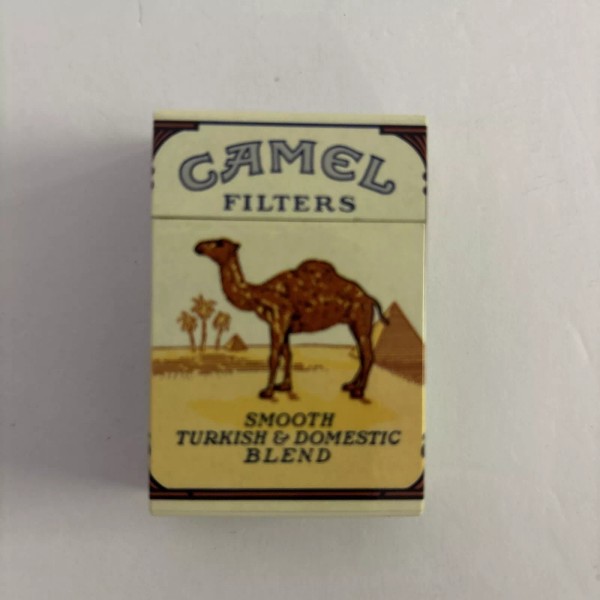 CAMEL
FILTERS
SMOOTH
TURKISH & DOMESTIC
BLEND